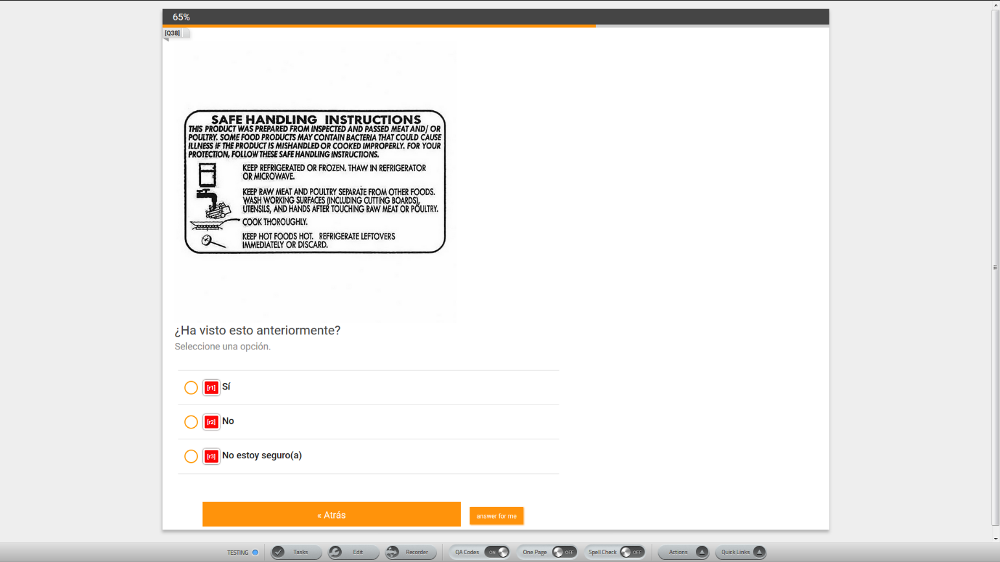 65%
[Q38]
SAFE HANDLING INSTRUCTIONS
THIS PRODUCT WAS PREPARED FROM INSPECTED AND PASSED MEAT AND/ OR
POULTRY. SOME FOOD PRODUCTS MAY CONTAIN BACTERIA THAT COULD CAUSE
ILLNESS IF THE PRODUCT IS MISHANDLED OR COOKED IMPROPERLY. FOR YOUR
PROTECTION, FOLLOW THESE SAFE HANDLING INSTRUCTIONS.
KEEP REFRIGERATED OR FROZEN. THAW IN REFRIGERATOR
OR MICROWAVE.
KEEP RAW MEAT AND POULTRY SEPARATE FROM OTHER FOODS.
WASH WORKING SURFACES (INCLUDING CUTTING BOARDS),
UTENSILS, AND HANDS AFTER TOUCHING RAW MEAT OR POULTRY.
COOK THOROUGHLY.
KEEP HOT FOODS HOT. REFRIGERATE LEFTOVERS
IMMEDIATELY OR DISCARD.
¿Ha visto esto anteriormente?
Seleccione una opción.
[r1] Sí
[r2] No
[r3] No estoy seguro(a)
« Atrás
answer for me
TESTING Tasks Edit Recorder QA Codes ON One Page OFF Spell Check OFF Actions Quick Links